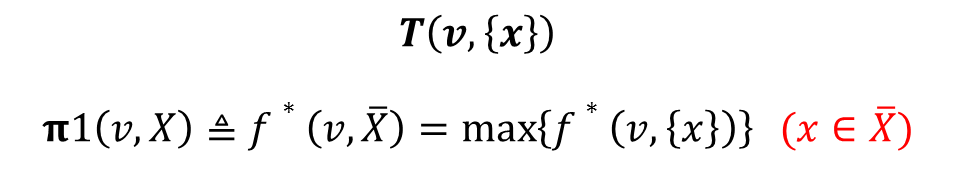 T(v,{x})
π1(v,X) ≜ f*(v,X̄) = max{f*(v,{x})} (x ∈ X̄)